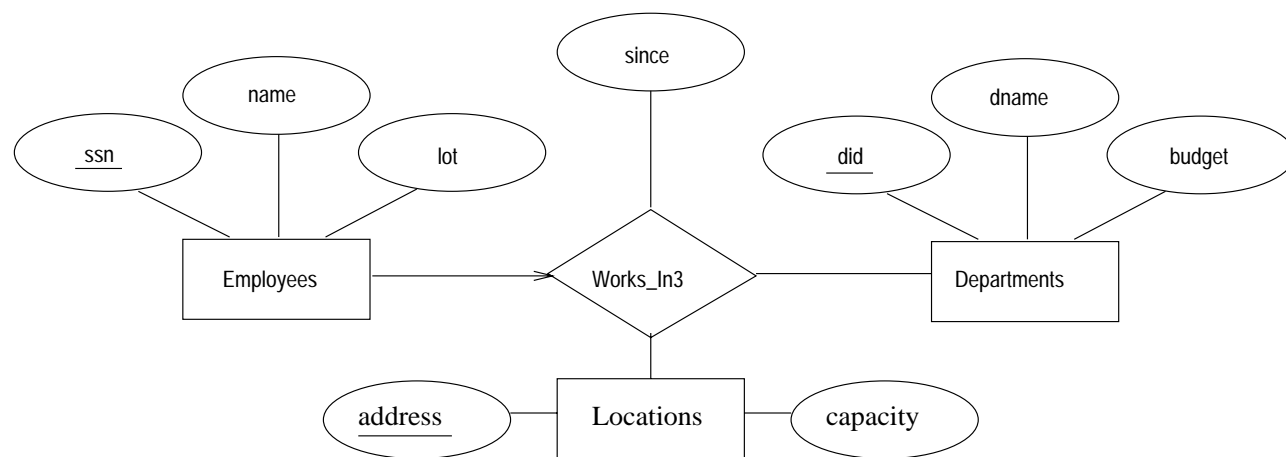 since
name
dname
ssn
lot
did
budget
Employees
Works_In3
Departments
address
Locations
capacity